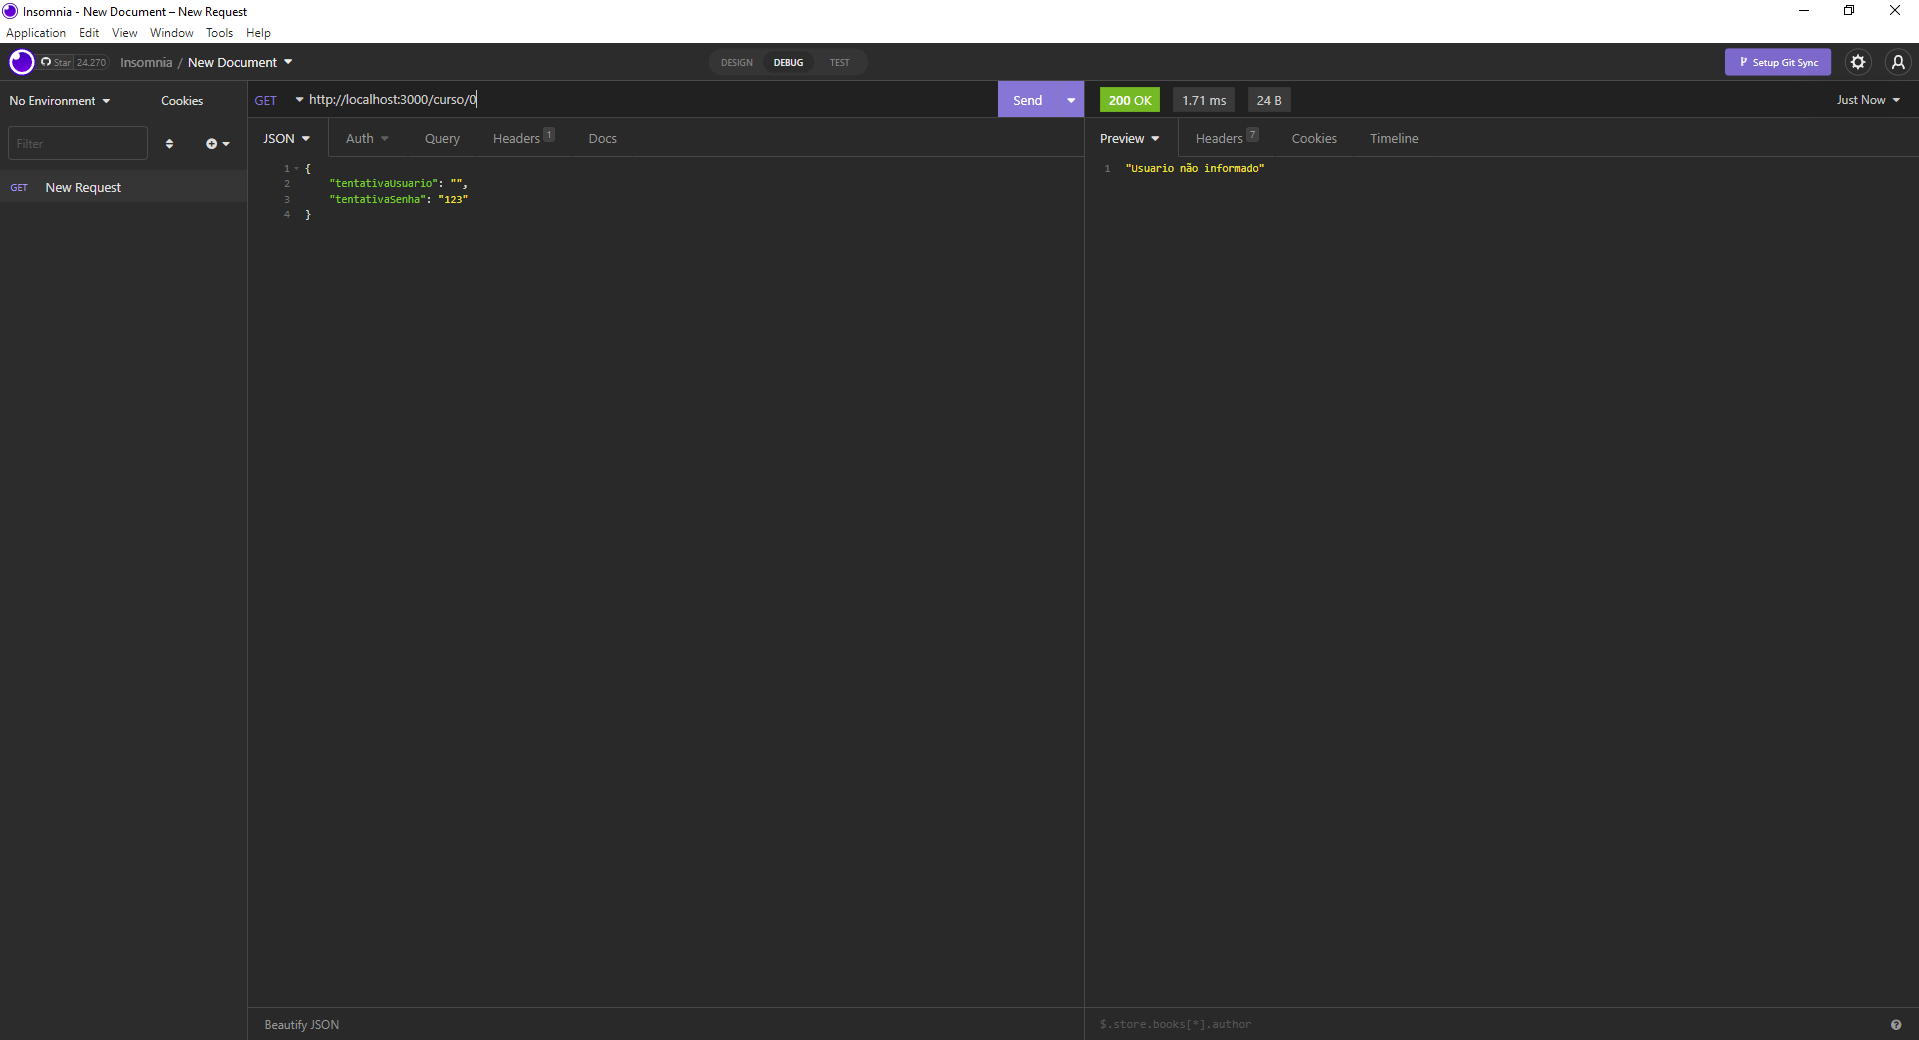 Insomnia - New Document – New Request
Application Edit View Window Tools Help
Star 24.270 Insomnia / New Document DESIGN DEBUG TEST Setup Git Sync
No Environment Cookies GET http://localhost:3000/curso/0 Send 200 OK 1.71 ms 24 B Just Now
Filter JSON Auth Query Headers 1 Docs Preview Headers 7 Cookies Timeline
GET New Request
1 {
2 "tentativaUsuario": "",
3 "tentativaSenha": "123"
4 }
1 "Usuario não informado"
Beautify JSON $.store.books[*].author